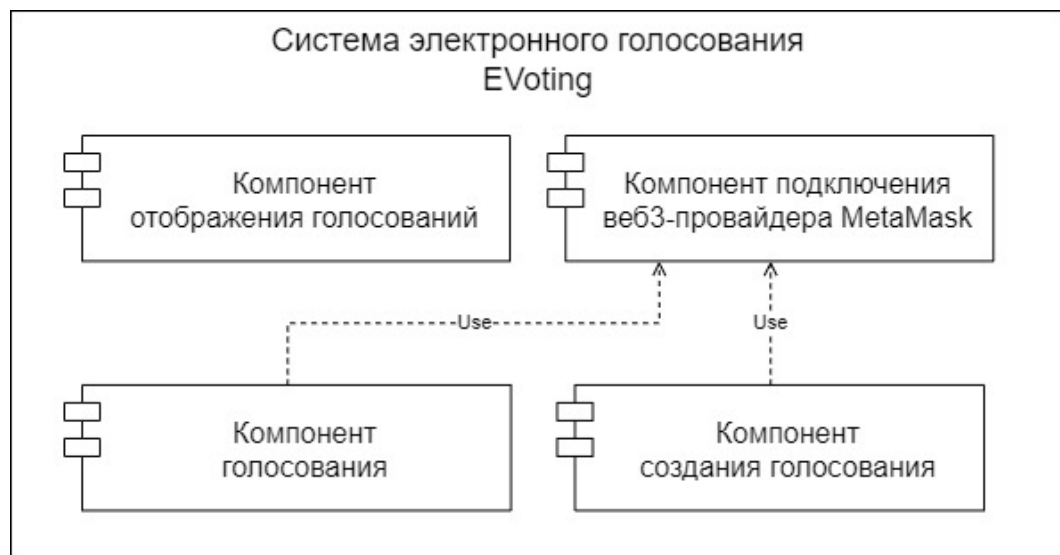 Система электронного голосования
EVoting
Компонент
отображения голосований
Компонент подключения
веб3-провайдера MetaMask
Use
Use
Компонент
голосования
Компонент
создания голосования